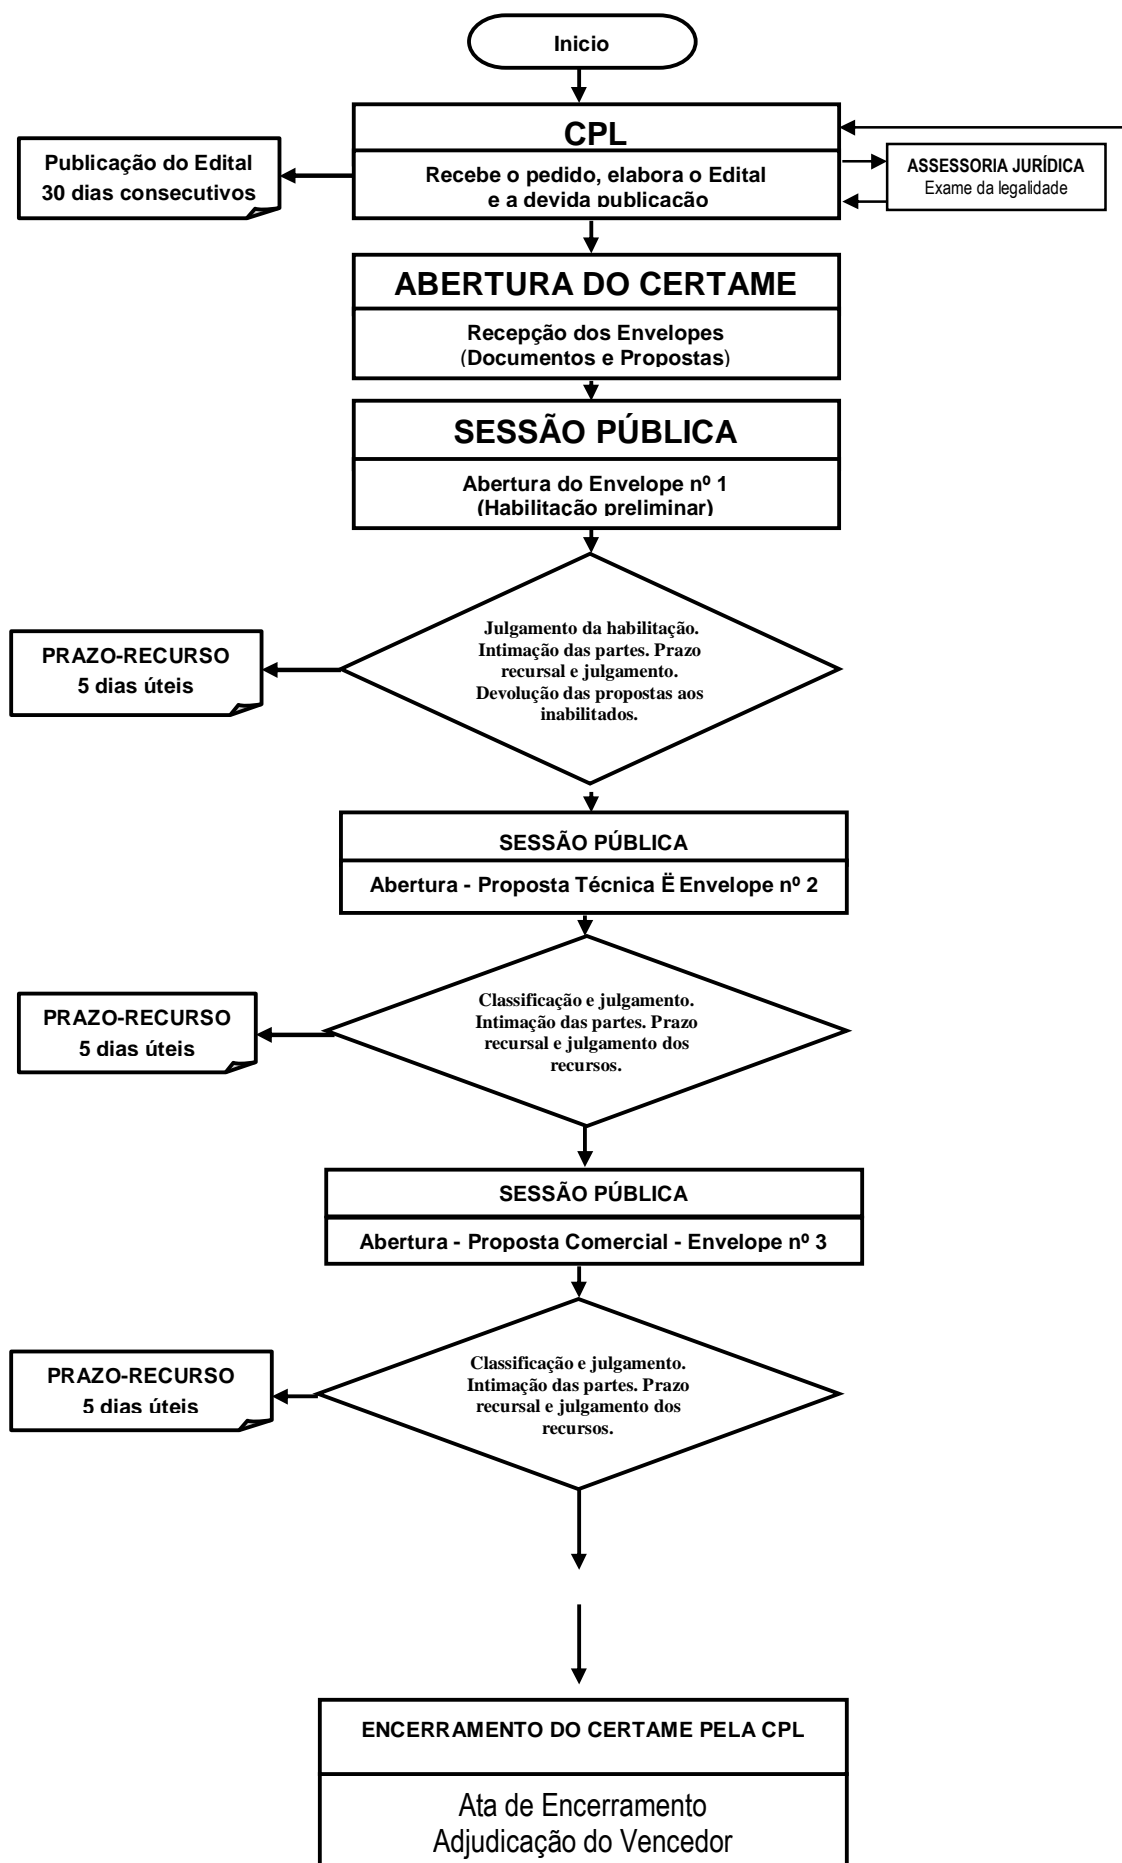 Inicio
CPL
Recebe o pedido, elabora o Edital
e a devida publicação
Publicação do Edital
30 dias consecutivos
ASSESSORIA JURÍDICA
Exame da legalidade
ABERTURA DO CERTAME
Recepção dos Envelopes
(Documentos e Propostas)
SESSÃO PÚBLICA
Abertura do Envelope nº 1
(Habilitação preliminar)
Julgamento da habilitação.
Intimação das partes. Prazo
recursal e julgamento.
Devolução das propostas aos
inabilitados.
PRAZO-RECURSO
5 dias úteis
SESSÃO PÚBLICA
Abertura - Proposta Técnica Ë Envelope nº 2
Classificação e julgamento.
Intimação das partes. Prazo
recursal e julgamento dos
recursos.
PRAZO-RECURSO
5 dias úteis
SESSÃO PÚBLICA
Abertura - Proposta Comercial - Envelope nº 3
Classificação e julgamento.
Intimação das partes. Prazo
recursal e julgamento dos
recursos.
PRAZO-RECURSO
5 dias úteis
ENCERRAMENTO DO CERTAME PELA CPL
Ata de Encerramento
Adjudicação do Vencedor